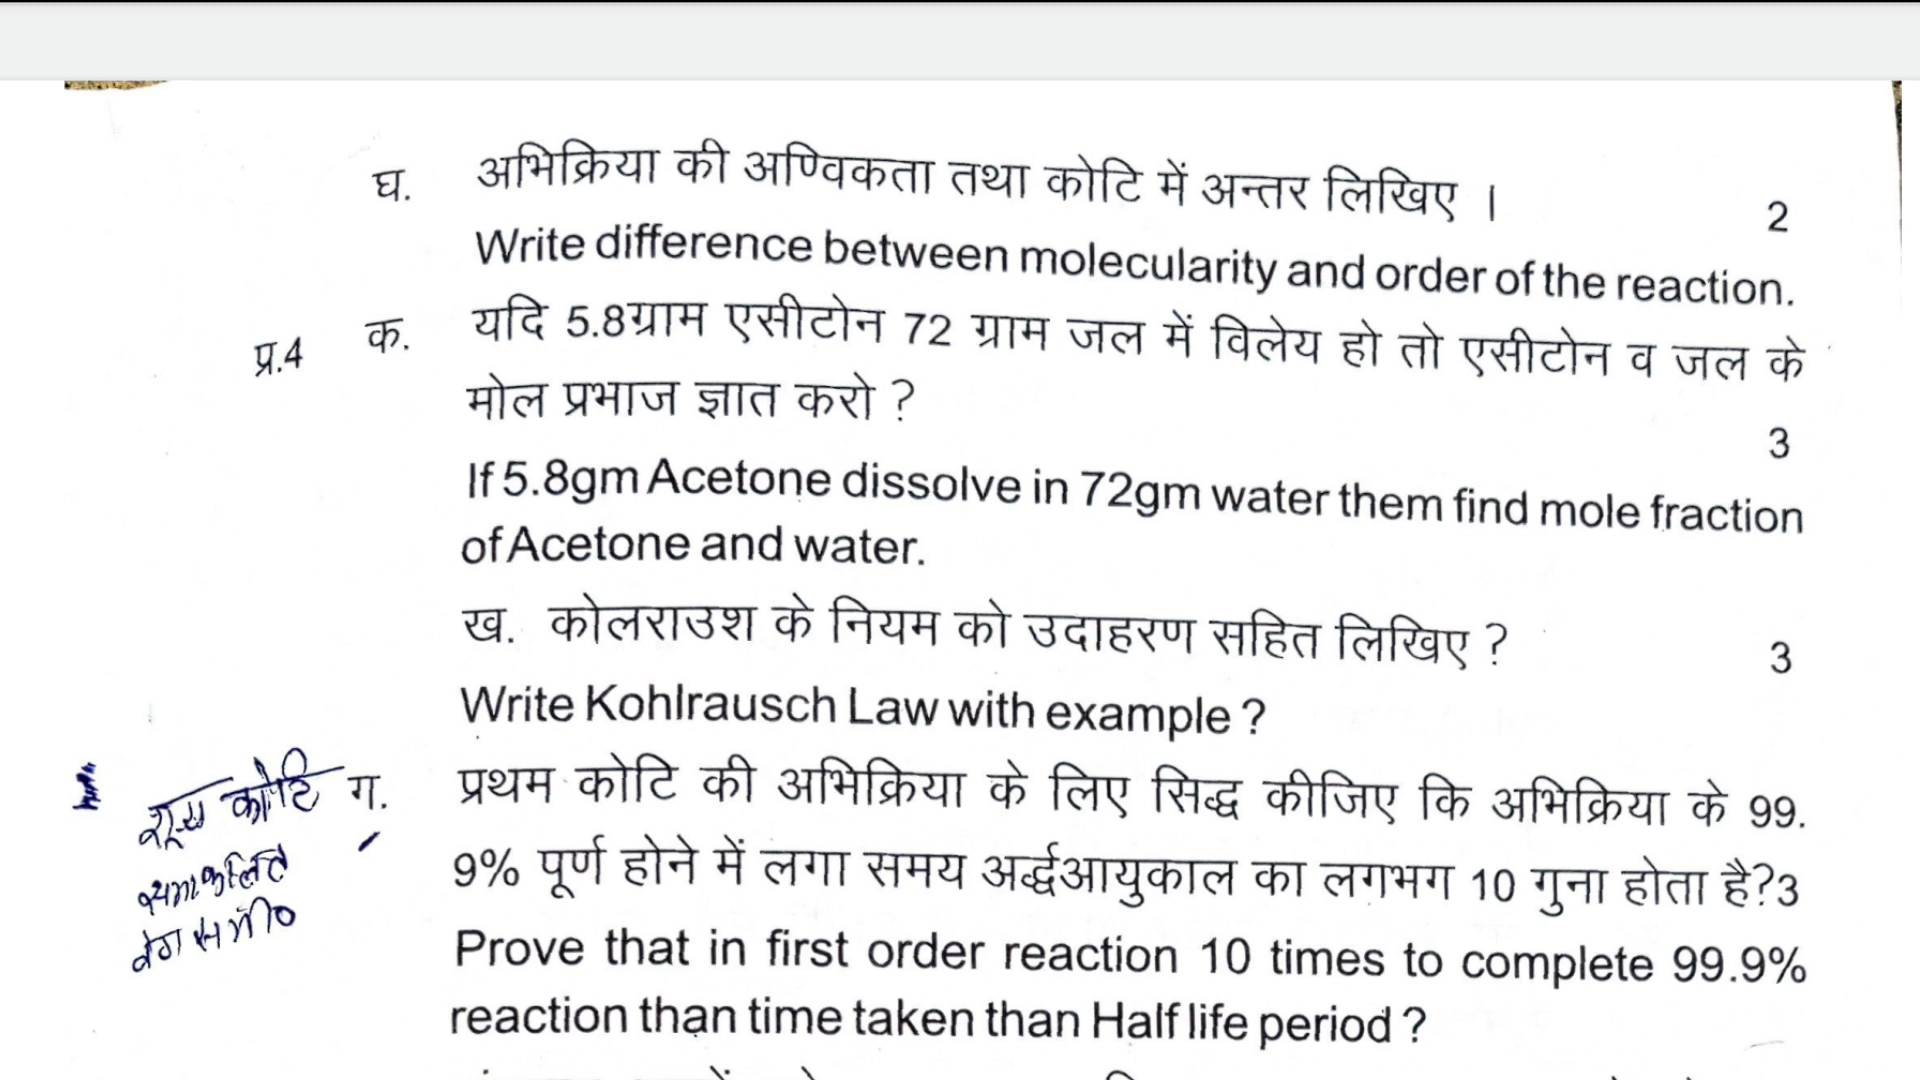 घ. अभिक्रिया की अण्विकता तथा कोटि में अन्तर लिखिए । 2
Write difference between molecularity and order of the reaction.
प्र.4 क. यदि 5.8ग्राम एसीटोन 72 ग्राम जल में विलेय हो तो एसीटोन व जल के
मोल प्रभाज ज्ञात करो ? 3
If 5.8gm Acetone dissolve in 72gm water them find mole fraction
of Acetone and water.
ख. कोलराउश के नियम को उदाहरण सहित लिखिए ? 3
Write Kohlrausch Law with example ?
शून्य कोटि
समाकलित
वेग समी०
ग. प्रथम कोटि की अभिक्रिया के लिए सिद्ध कीजिए कि अभिक्रिया के 99.
9% पूर्ण होने में लगा समय अर्द्धआयुकाल का लगभग 10 गुना होता है?3
Prove that in first order reaction 10 times to complete 99.9%
reaction than time taken than Half life period ?